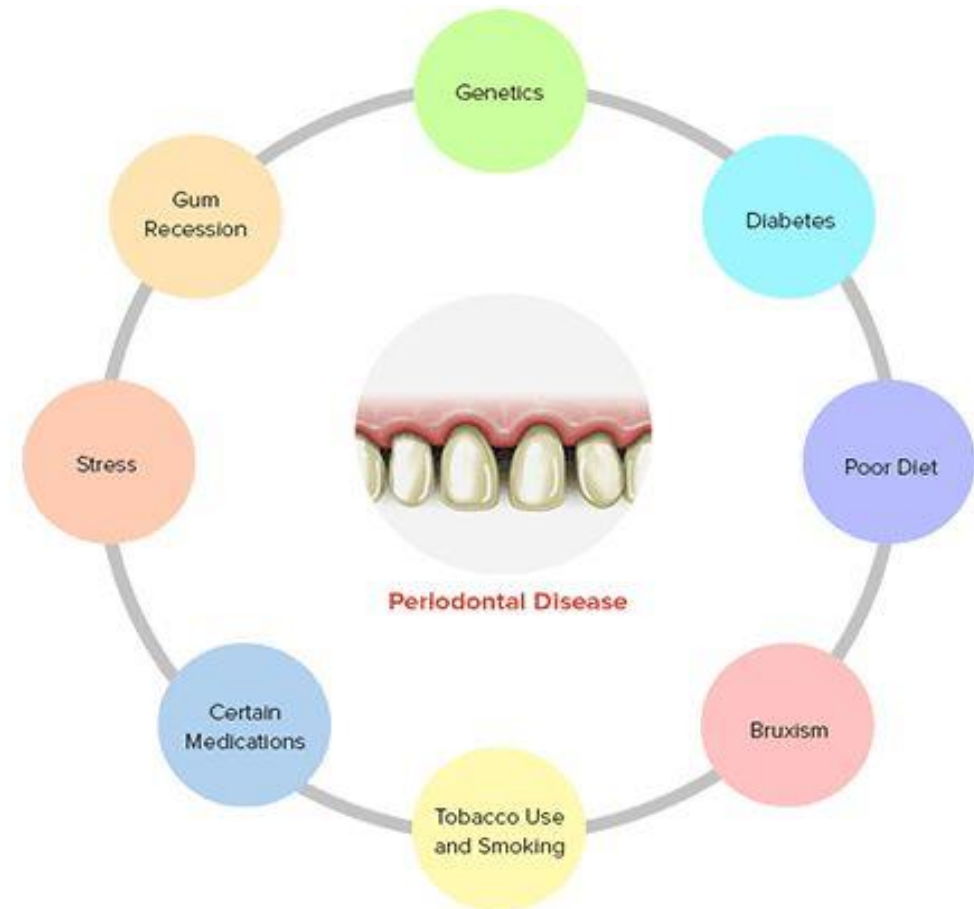 Genetics
Diabetes
Poor Diet
Bruxism
Tobacco Use
and Smoking
Certain
Medications
Stress
Gum
Recession
Periodontal Disease